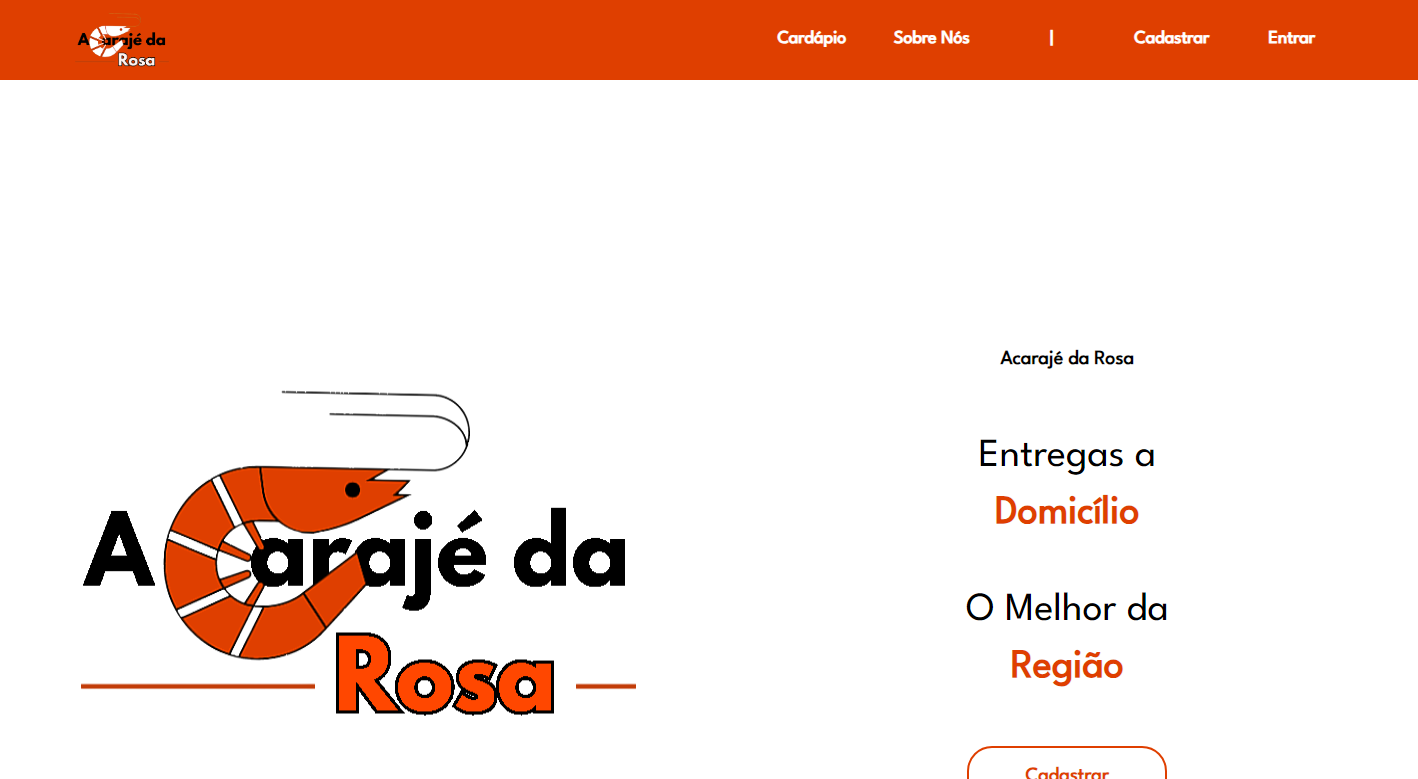 Acarajé da
Rosa
Cardápio Sobre Nós | Cadastrar Entrar
Acarajé da Rosa
Entregas a
Domicílio
O Melhor da
Região
Cadastrar
Acarajé da
Rosa